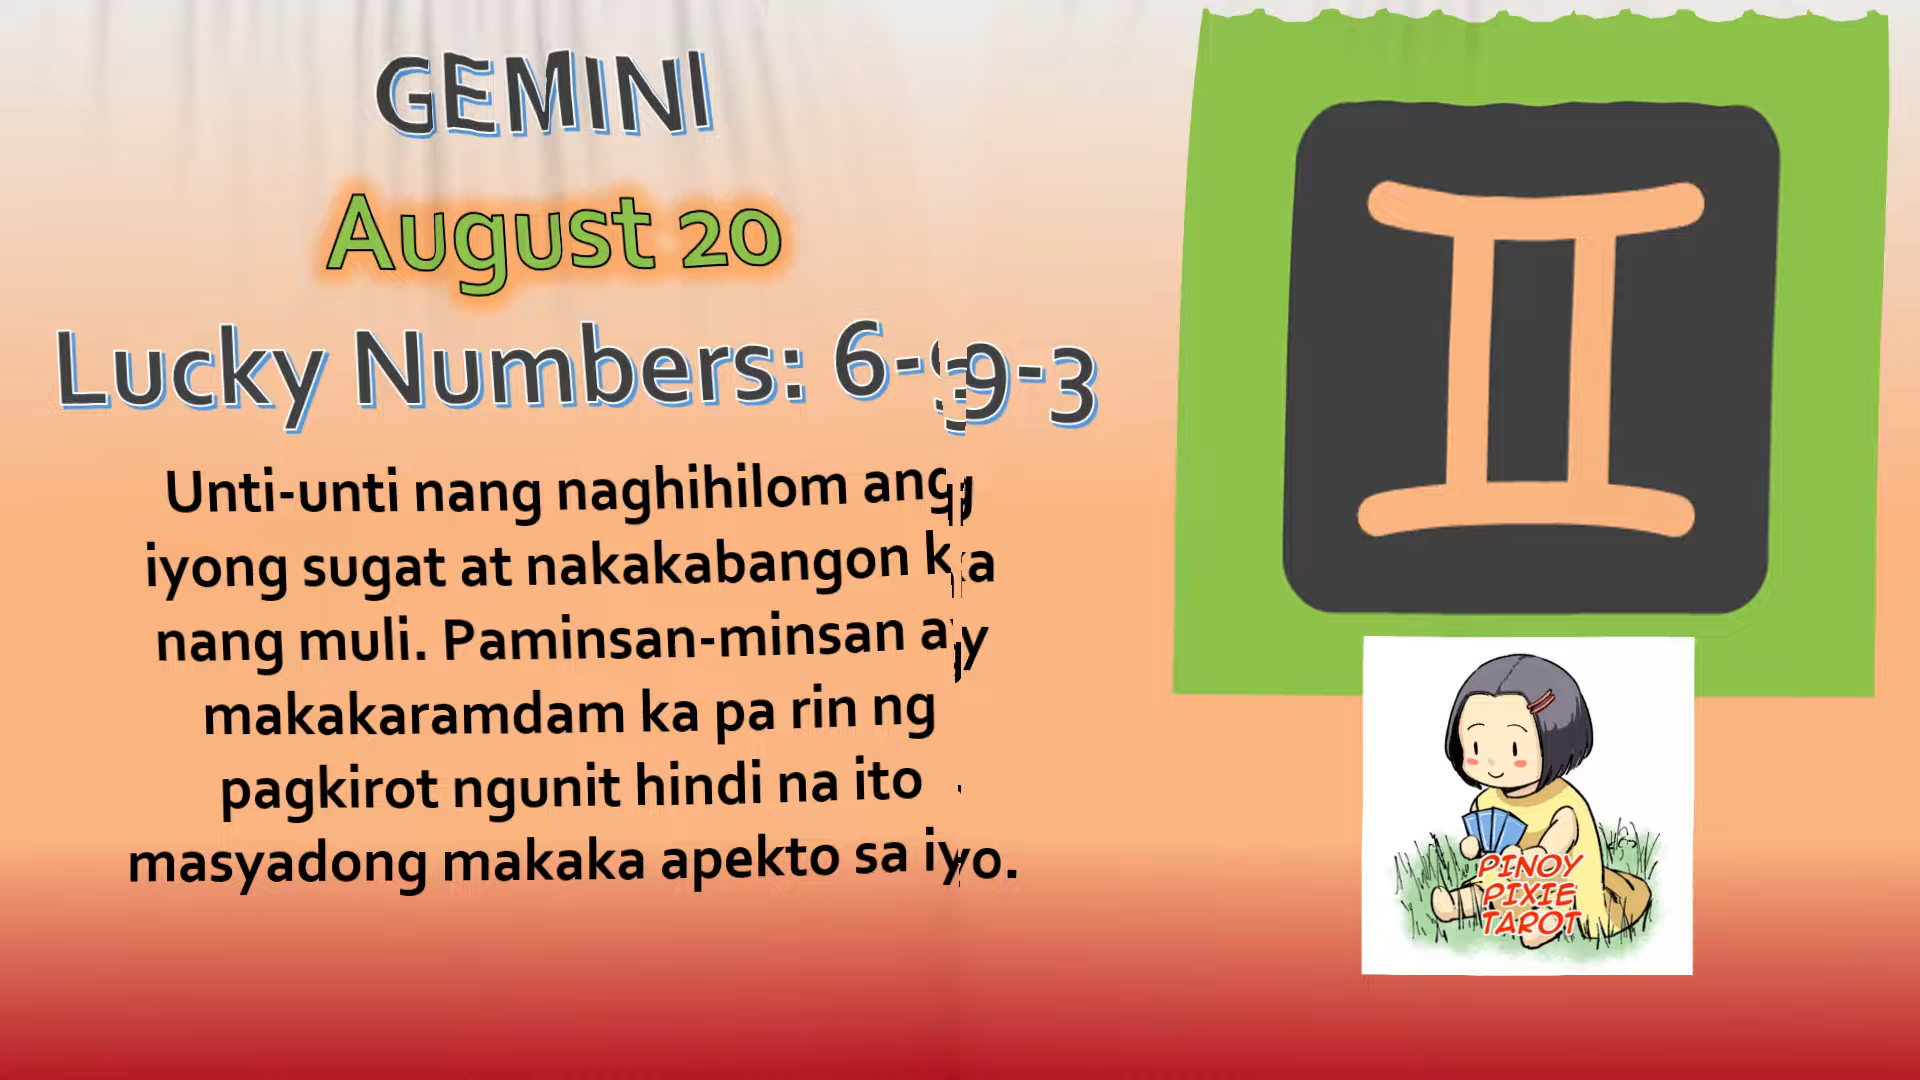 GEMINI
August 20
Lucky Numbers: 6-9-3
Unti-unti nang naghihilom ang
iyong sugat at nakakabangon ka
nang muli. Paminsan-minsan ay
makakaramdam ka pa rin ng
pagkirot ngunit hindi na ito
masyadong makaka apekto sa iyo.
PINOY
PIXIE
TAROT